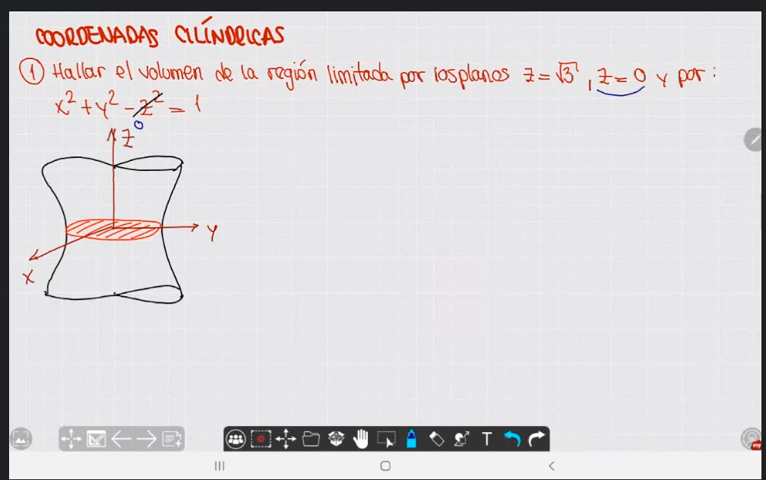 COORDENADAS CILÍNDRICAS
① Hallar el volumen de la región limitada por los planos z = √3, z = 0 y por:
x² + y² - z² = 1
0
z
y
x
T